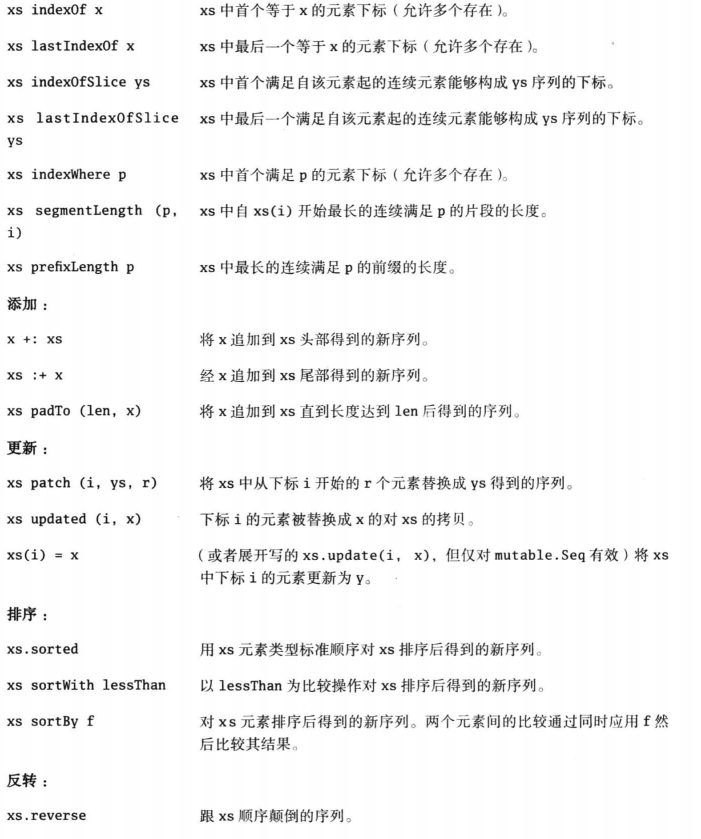 xs indexOf x xs 中首个等于 x 的元素下标（允许多个存在）。
xs lastIndexOf x xs 中最后一个等于 x 的元素下标（允许多个存在）。
xs indexOfSlice ys xs 中首个满足自该元素起的连续元素能够构成 ys 序列的下标。
xs lastIndexOfSlice xs 中最后一个满足自该元素起的连续元素能够构成 ys 序列的下标。
ys
xs indexWhere p xs 中首个满足 p 的元素下标（允许多个存在）。
xs segmentLength (p, xs 中自 xs(i) 开始最长的连续满足 p 的片段的长度。
i)
xs prefixLength p xs 中最长的连续满足 p 的前缀的长度。
添加：
x +: xs 将 x 追加到 xs 头部得到的新序列。
xs :+ x 经 x 追加到 xs 尾部得到的新序列。
xs padTo (len, x) 将 x 追加到 xs 直到长度达到 len 后得到的序列。
更新：
xs patch (i, ys, r) 将 xs 中从下标 i 开始的 r 个元素替换成 ys 得到的序列。
xs updated (i, x) 下标 i 的元素被替换成 x 的对 xs 的拷贝。
xs(i) = x （或者展开写的 xs.update(i, x)，但仅对 mutable.Seq 有效）将 xs
中下标 i 的元素更新为 y。
排序：
xs.sorted 用 xs 元素类型标准顺序对 xs 排序后得到的新序列。
xs sortWith lessThan 以 lessThan 为比较操作对 xs 排序后得到的新序列。
xs sortBy f 对 xs 元素排序后得到的新序列。两个元素间的比较通过同时应用 f 然
后比较其结果。
反转：
xs.reverse 跟 xs 顺序颠倒的序列。